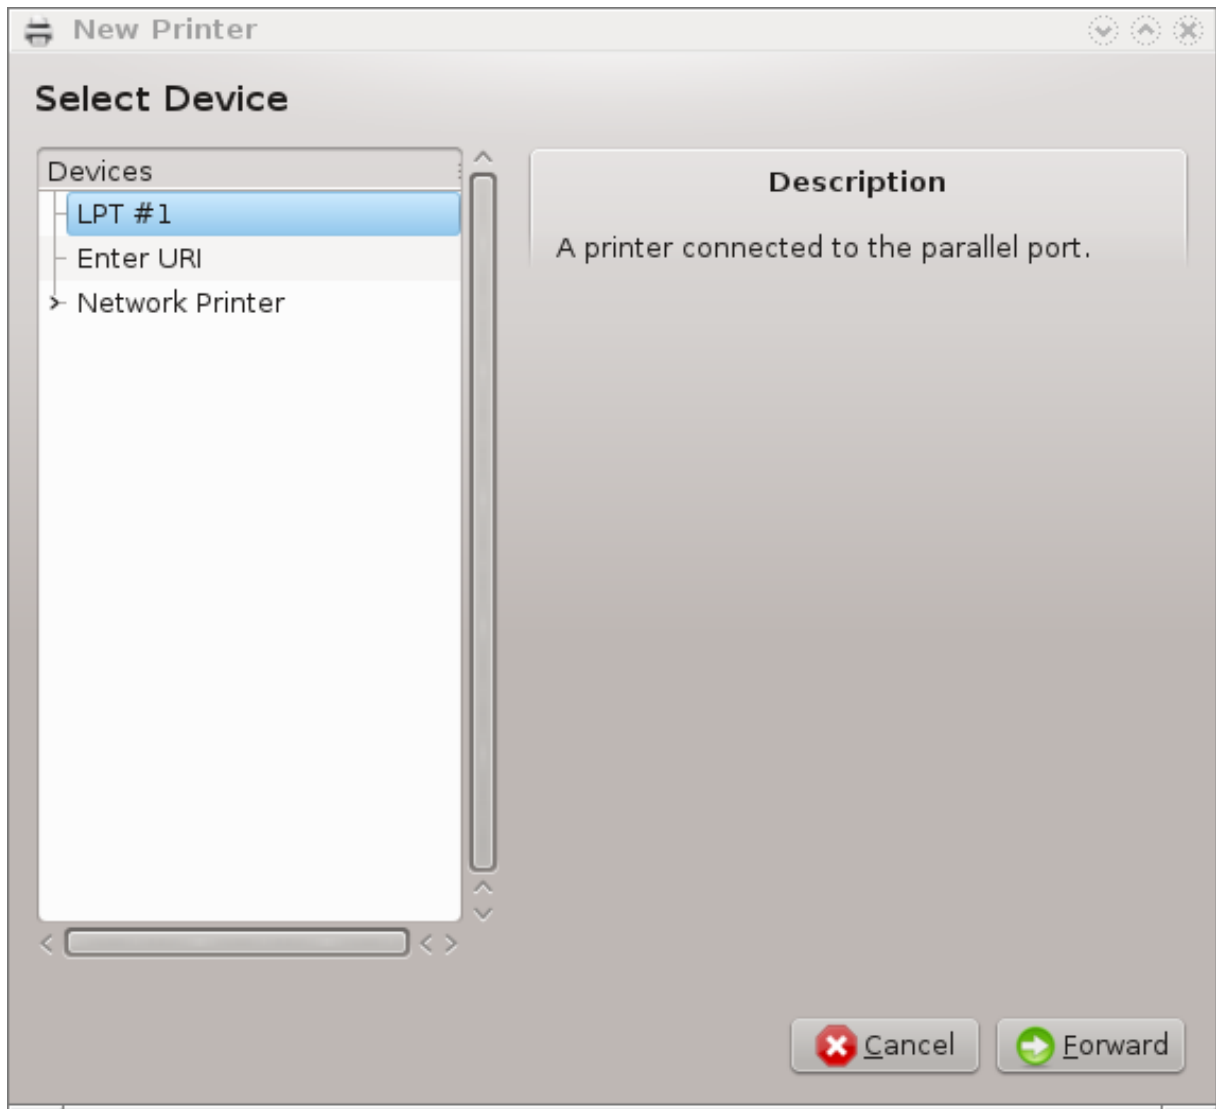 New Printer
Select Device
Devices
LPT #1
Enter URI
Network Printer
Description
A printer connected to the parallel port.
Cancel
Forward